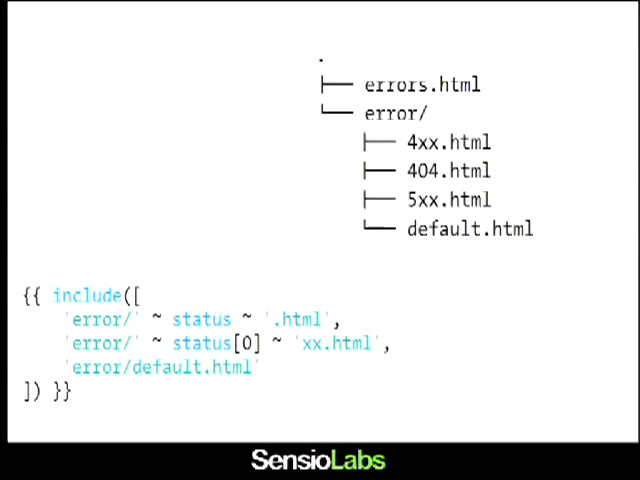 .
├── errors.html
└── error/
├── 4xx.html
├── 404.html
├── 5xx.html
└── default.html
{{ include([
'error/' ~ status ~ '.html',
'error/' ~ status[0] ~ 'xx.html',
'error/default.html'
]) }}
SensioLabs